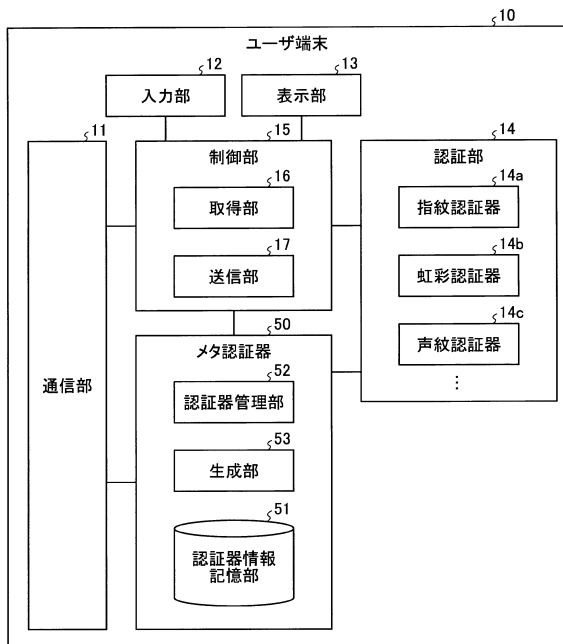 10
ユーザ端末
12
入力部
13
表示部
11
通信部
15
制御部
16
取得部
17
送信部
14
認証部
14a
指紋認証器
14b
虹彩認証器
14c
声紋認証器
⋮
50
メタ認証器
52
認証器管理部
53
生成部
51
認証器情報
記憶部